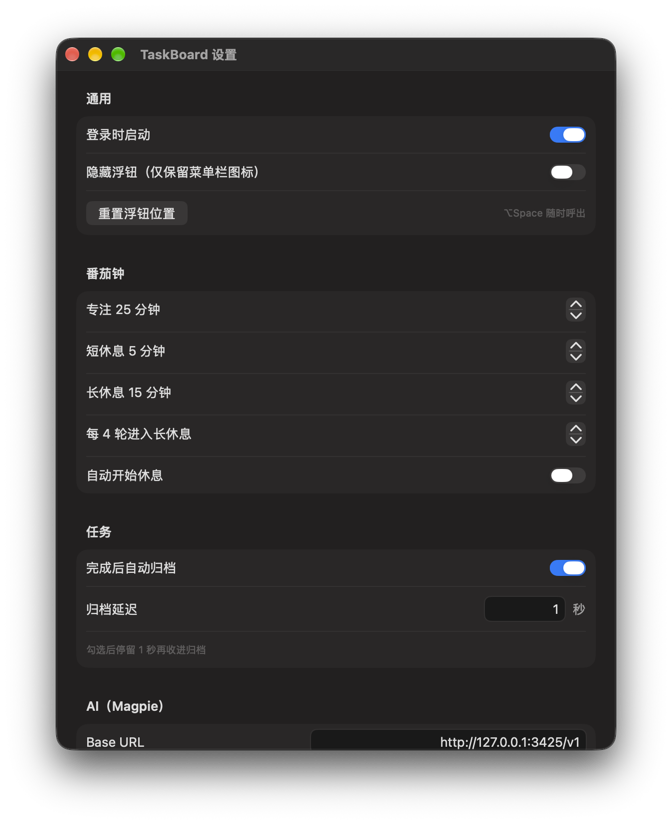 TaskBoard 设置
通用
登录时启动
隐藏浮钮（仅保留菜单栏图标）
重置浮钮位置
⌥Space 随时呼出
番茄钟
专注 25 分钟
短休息 5 分钟
长休息 15 分钟
每 4 轮进入长休息
自动开始休息
任务
完成后自动归档
归档延迟
1 秒
勾选后停留 1 秒再收进归档
AI（Magpie）
Base URL
http://127.0.0.1:3425/v1